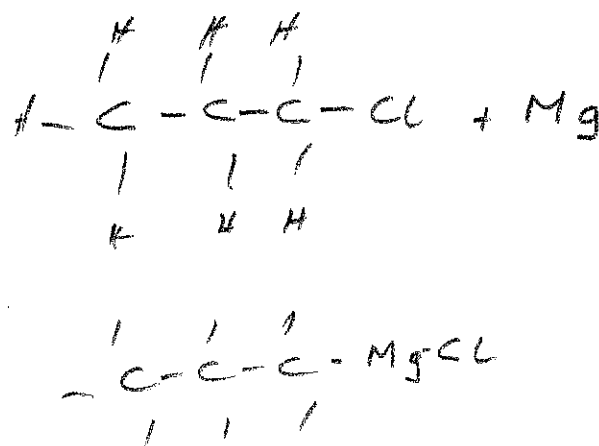 H H H
H - C - C - C - Cl + Mg
H H H
- C - C - C - MgCl